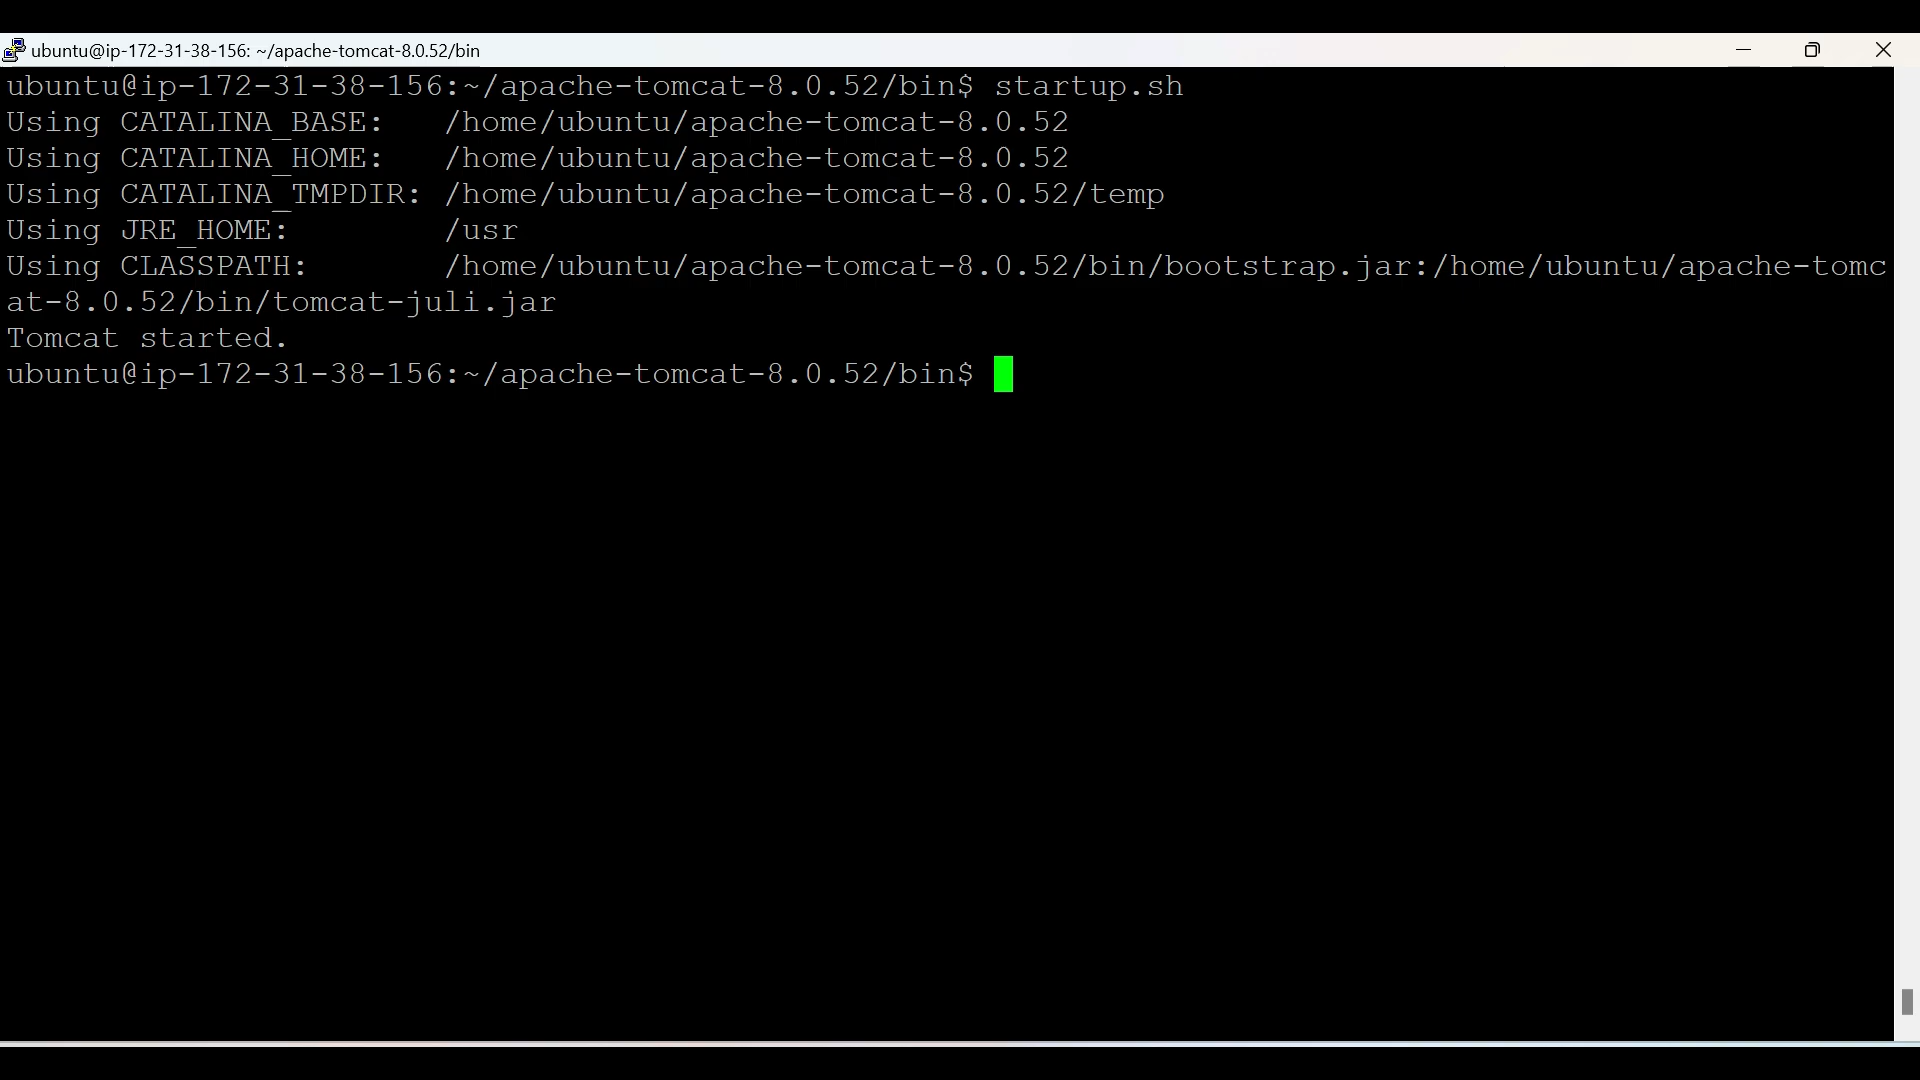 ubuntu@ip-172-31-38-156: ~/apache-tomcat-8.0.52/bin
ubuntu@ip-172-31-38-156:~/apache-tomcat-8.0.52/bin$ startup.sh
Using CATALINA_BASE:   /home/ubuntu/apache-tomcat-8.0.52
Using CATALINA_HOME:   /home/ubuntu/apache-tomcat-8.0.52
Using CATALINA_TMPDIR: /home/ubuntu/apache-tomcat-8.0.52/temp
Using JRE_HOME:        /usr
Using CLASSPATH:       /home/ubuntu/apache-tomcat-8.0.52/bin/bootstrap.jar:/home/ubuntu/apache-tomc
at-8.0.52/bin/tomcat-juli.jar
Tomcat started.
ubuntu@ip-172-31-38-156:~/apache-tomcat-8.0.52/bin$